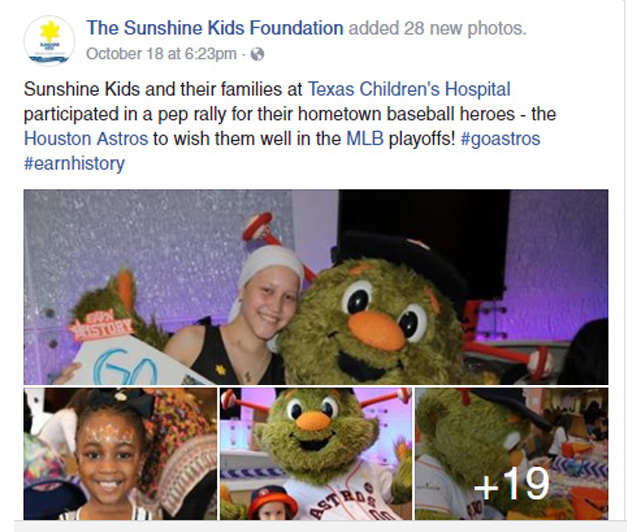 The Sunshine Kids Foundation added 28 new photos.
October 18 at 6:23pm ·
Sunshine Kids and their families at Texas Children's Hospital
participated in a pep rally for their hometown baseball heroes - the
Houston Astros to wish them well in the MLB playoffs! #goastros
#earnhistory
EARN
HISTORY
GO
ASTROS
00
+19